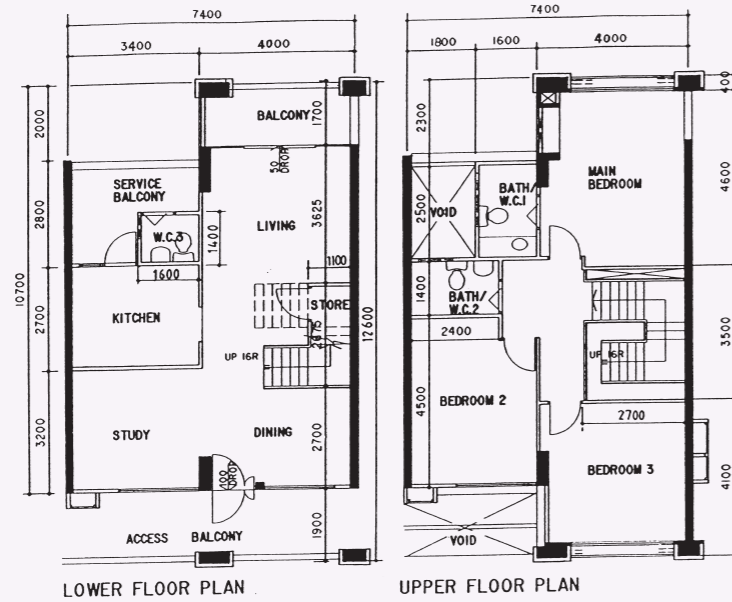 7400
3400 4000
BALCONY
1700
2000
50 DROP
SERVICE
BALCONY
2800
W.C.3
1400
LIVING
3625
1600
1100
10700
KITCHEN
2700
STORE
2675
12600
UP 16R
STUDY
3200
DINING
2700
100 DROP
ACCESS BALCONY
1900
LOWER FLOOR PLAN
7400
1800 1600 4000
400
2300
MAIN
BEDROOM
4600
BATH/
W.C.1
VOID
2500
1400
BATH/
W.C.2
2400
UP 16R
3500
BEDROOM 2
4500
2700
BEDROOM 3
4100
VOID
UPPER FLOOR PLAN